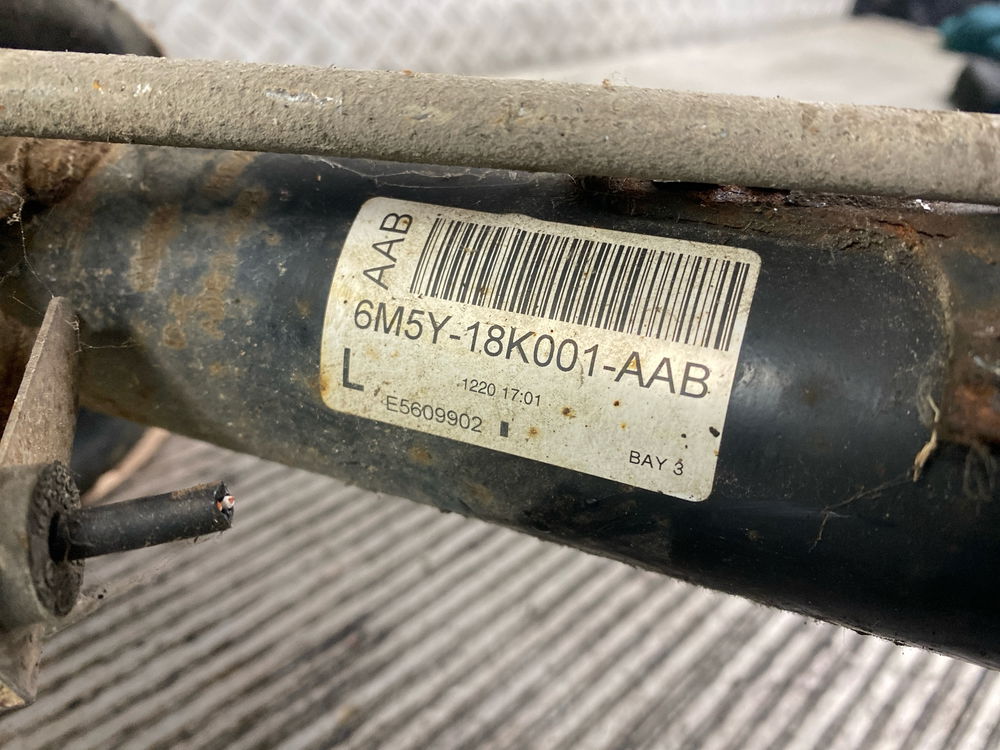 AAB
6M5Y-18K001-AAB
L
1220 17:01
E5609902
BAY 3